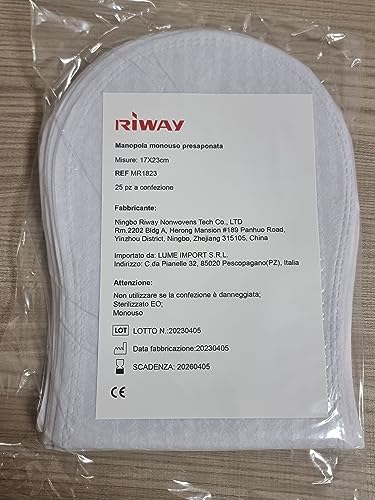 RIWAY
Manopola monouso presaponata
Misure: 17X23cm
REF MR1823
25 pz a confezione
Fabbricante:
Ningbo Riway Nonwovens Tech Co., LTD
Rm.2202 Bldg A, Herong Mansion #189 Panhuo Road,
Yinzhou District, Ningbo, Zhejiang 315105, China
importato da: LUME IMPORT S.R.L.
Indirizzo: C.da Pianelle 32, 85020 Pescopagano(PZ), Italia
Attenzione:
Non utilizzare se la confezione è danneggiata;
Sterilizzato EO;
Monouso
LOT LOTTO N.:20230405
Data fabbricazione:20230405
SCADENZA: 20260405
CE